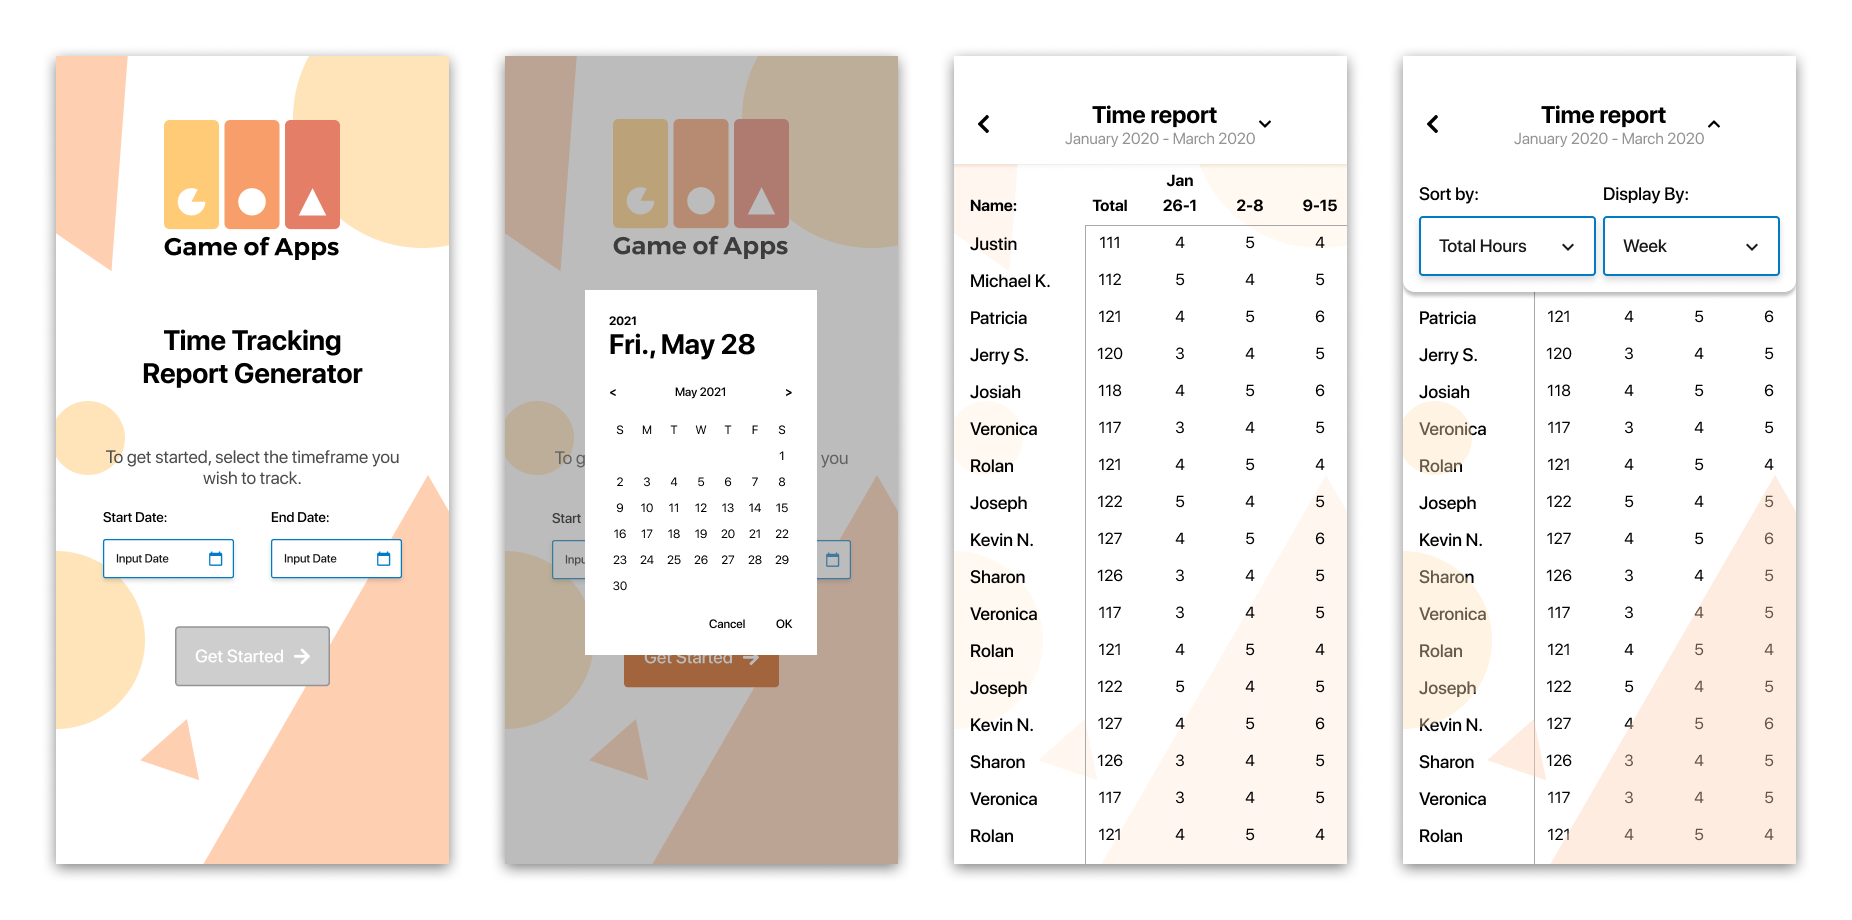 Game of Apps
Time Tracking
Report Generator
To get started, select the timeframe you
wish to track.
Start Date: End Date:
Input Date Input Date
Get Started
Game of Apps
2021
Fri., May 28
< May 2021 >
S M T W T F S
1
2 3 4 5 6 7 8
9 10 11 12 13 14 15
16 17 18 19 20 21 22
23 24 25 26 27 28 29
30
Cancel OK
To g you
Start
Inpu
Get Started
Time report
January 2020 - March 2020
Jan
Name: Total 26-1 2-8 9-15
Justin 111 4 5 4
Michael K. 112 5 4 5
Patricia 121 4 5 6
Jerry S. 120 3 4 5
Josiah 118 4 5 6
Veronica 117 3 4 5
Rolan 121 4 5 4
Joseph 122 5 4 5
Kevin N. 127 4 5 6
Sharon 126 3 4 5
Veronica 117 3 4 5
Rolan 121 4 5 4
Joseph 122 5 4 5
Kevin N. 127 4 5 6
Sharon 126 3 4 5
Veronica 117 3 4 5
Rolan 121 4 5 4
Time report
January 2020 - March 2020
Sort by: Display By:
Total Hours Week
Patricia 121 4 5 6
Jerry S. 120 3 4 5
Josiah 118 4 5 6
Veronica 117 3 4 5
Rolan 121 4 5 4
Joseph 122 5 4 5
Kevin N. 127 4 5 6
Sharon 126 3 4 5
Veronica 117 3 4 5
Rolan 121 4 5 4
Joseph 122 5 4 5
Kevin N. 127 4 5 6
Sharon 126 3 4 5
Veronica 117 3 4 5
Rolan 121 4 5 4